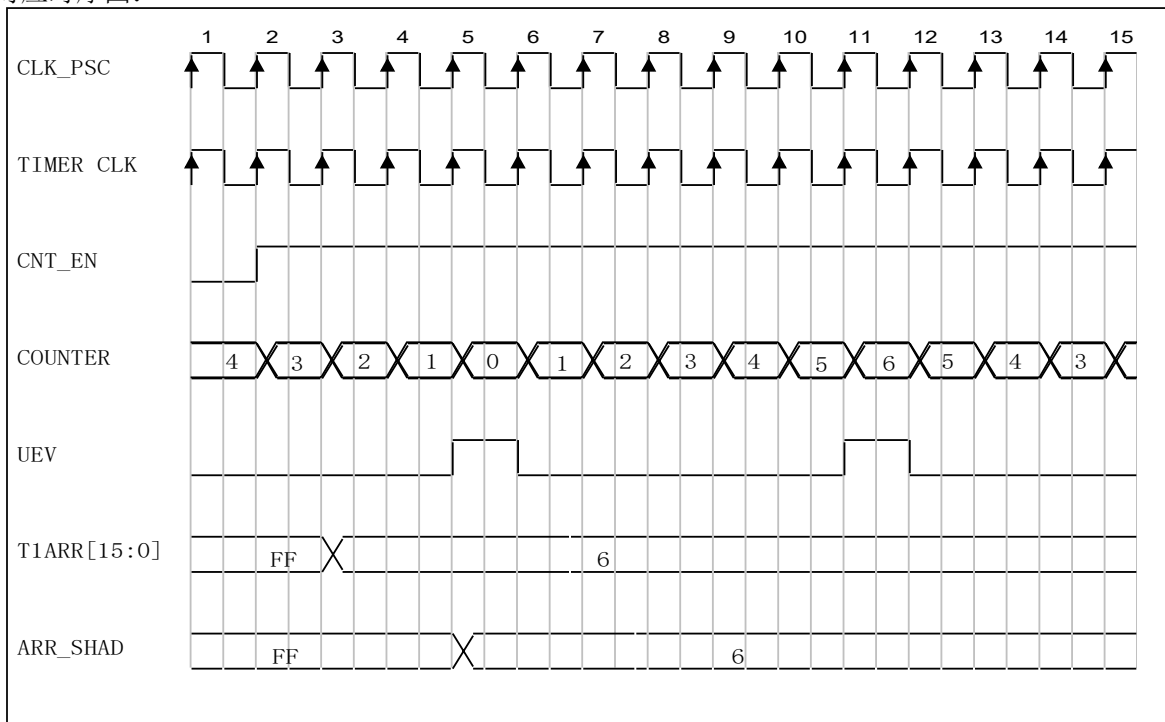 1 2 3 4 5 6 7 8 9 10 11 12 13 14 15
CLK_PSC
TIMER CLK
CNT_EN
COUNTER 4 3 2 1 0 1 2 3 4 5 6 5 4 3
UEV
T1ARR[15:0] FF 6
ARR_SHAD FF 6